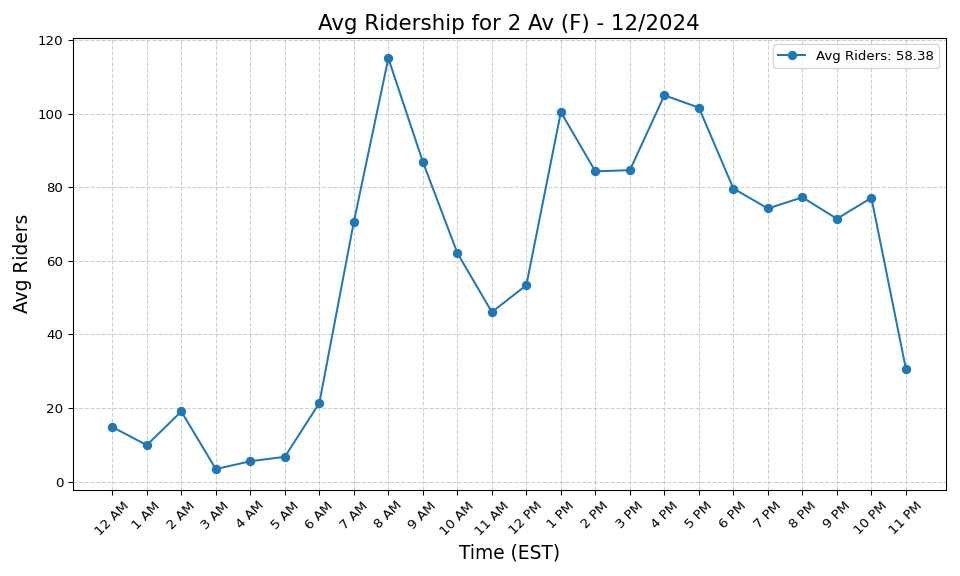 Avg Ridership for 2 Av (F) - 12/2024
Avg Riders: 58.38
Avg Riders
120
100
80
60
40
20
0
12 AM
1 AM
2 AM
3 AM
4 AM
5 AM
6 AM
7 AM
8 AM
9 AM
10 AM
11 AM
12 PM
1 PM
2 PM
3 PM
4 PM
5 PM
6 PM
7 PM
8 PM
9 PM
10 PM
11 PM
Time (EST)